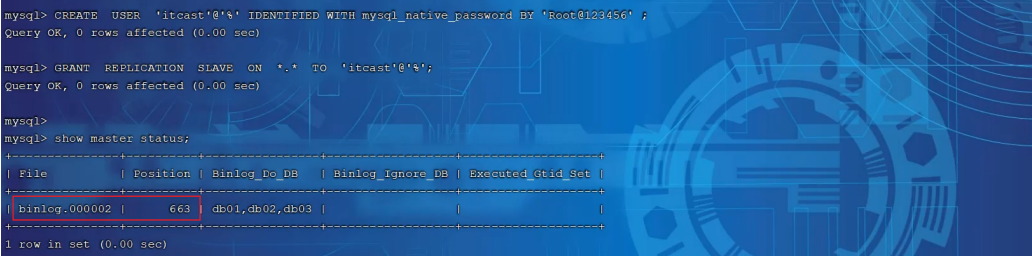 mysql> CREATE USER 'itcast'@'%' IDENTIFIED WITH mysql_native_password BY 'Root@123456' ;
Query OK, 0 rows affected (0.00 sec)
mysql> GRANT REPLICATION SLAVE ON *.* TO 'itcast'@'%';
Query OK, 0 rows affected (0.00 sec)
mysql>
mysql> show master status;
+---------------+----------+----------------+------------------+-------------------+
| File | Position | Binlog_Do_DB | Binlog_Ignore_DB | Executed_Gtid_Set |
+---------------+----------+----------------+------------------+-------------------+
| binlog.000002 | 663 | db01,db02,db03 | | |
+---------------+----------+----------------+------------------+-------------------+
1 row in set (0.00 sec)